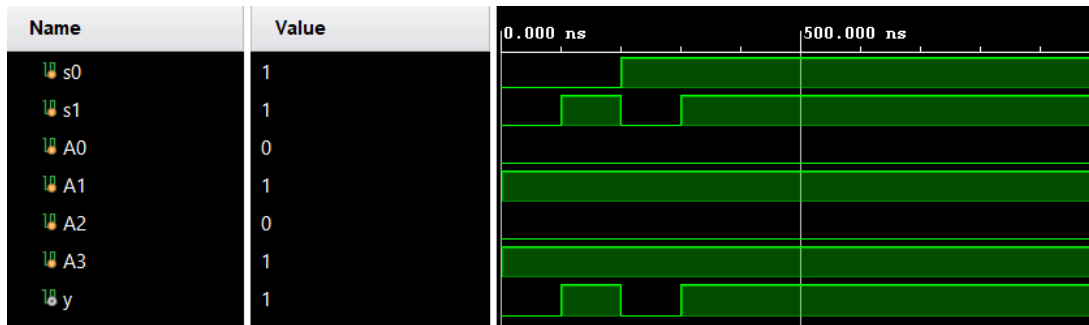 Name Value 0.000 ns 500.000 ns
s0 1
s1 1
A0 0
A1 1
A2 0
A3 1
y 1